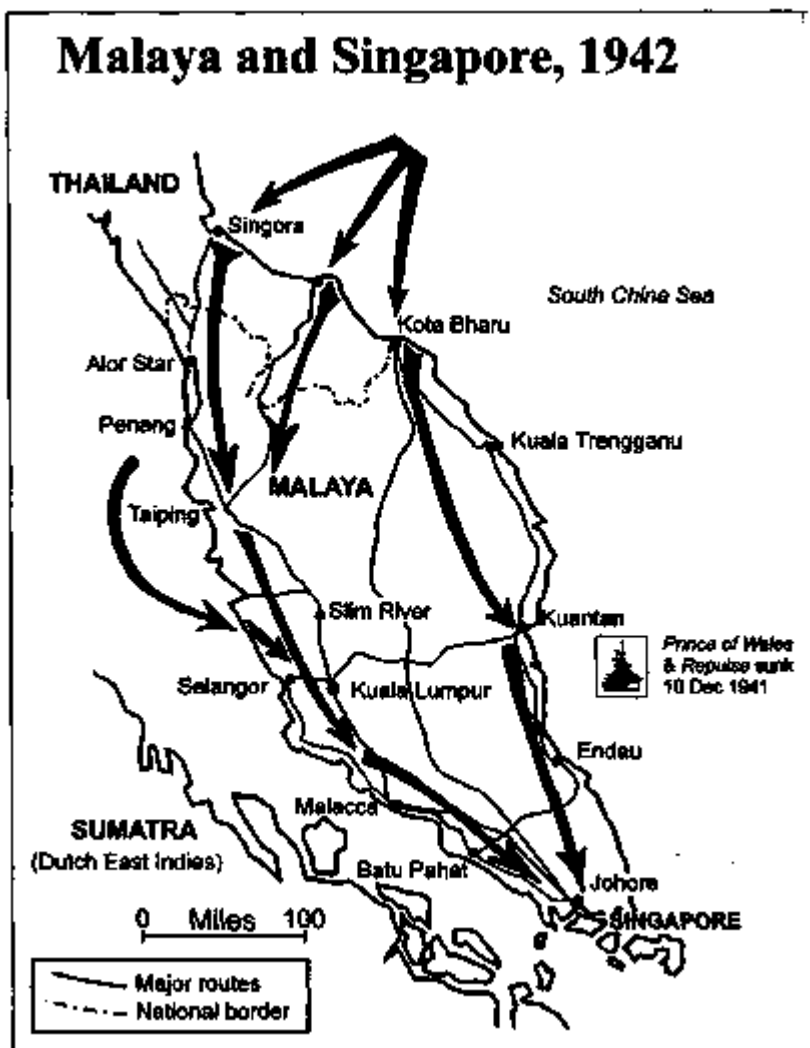 Malaya and Singapore, 1942
THAILAND
Singora
South China Sea
Kota Bharu
Alor Star
Penang
Kuala Trengganu
MALAYA
Taiping
Slim River
Kuantan
Prince of Wales
& Repulse sunk
10 Dec 1941
Selangor
Kuala Lumpur
Endau
Malacca
SUMATRA
(Dutch East Indies)
Batu Pahat
Johore
SINGAPORE
0 Miles 100
Major routes
National border